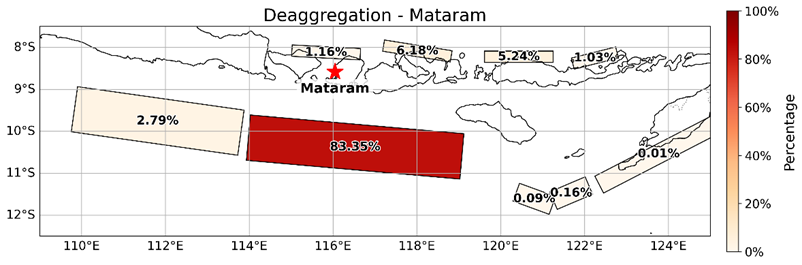 Deaggregation - Mataram
8°S
9°S
10°S
11°S
12°S
110°E
112°E
114°E
116°E
118°E
120°E
122°E
124°E
1.16%
6.18%
5.24%
1.03%
Mataram
2.79%
83.35%
0.01%
0.16%
0.09%
100%
80%
60%
40%
20%
0%
Percentage